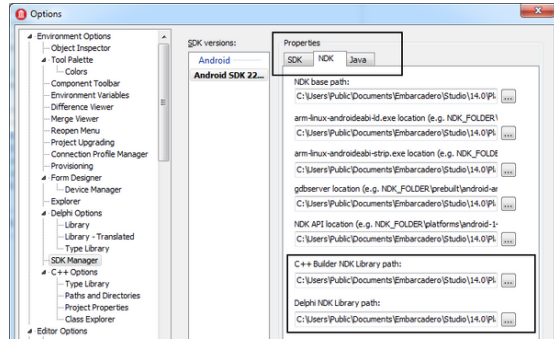 Options
Environment Options
Object Inspector
Tool Palette
Colors
Component Toolbar
Environment Variables
Difference Viewer
Merge Viewer
Reopen Menu
Project Upgrading
Connection Profile Manager
Provisioning
Form Designer
Device Manager
Explorer
Delphi Options
Library
Library - Translated
Type Library
SDK Manager
C++ Options
Type Library
Paths and Directories
Project Properties
Class Explorer
Editor Options
SDK versions:
Android
Android SDK 22...
Properties
SDK NDK Java
NDK base path:
C:\Users\Public\Documents\Embarcadero\Studio\14.0\Pl ...
arm-linux-androideabi-ld.exe location (e.g. NDK_FOLDER\
C:\Users\Public\Documents\Embarcadero\Studio\14.0\Pl ...
arm-linux-androideabi-strip.exe location (e.g. NDK_FOLDE
C:\Users\Public\Documents\Embarcadero\Studio\14.0\Pl ...
gdbserver location (e.g. NDK_FOLDER\prebuilt\android-ar
C:\Users\Public\Documents\Embarcadero\Studio\14.0\Pl ...
NDK API location (e.g. NDK_FOLDER\platforms\android-1
C:\Users\Public\Documents\Embarcadero\Studio\14.0\Pl ...
C++ Builder NDK Library path:
C:\Users\Public\Documents\Embarcadero\Studio\14.0\Pl ...
Delphi NDK Library path:
C:\Users\Public\Documents\Embarcadero\Studio\14.0\Pl ...